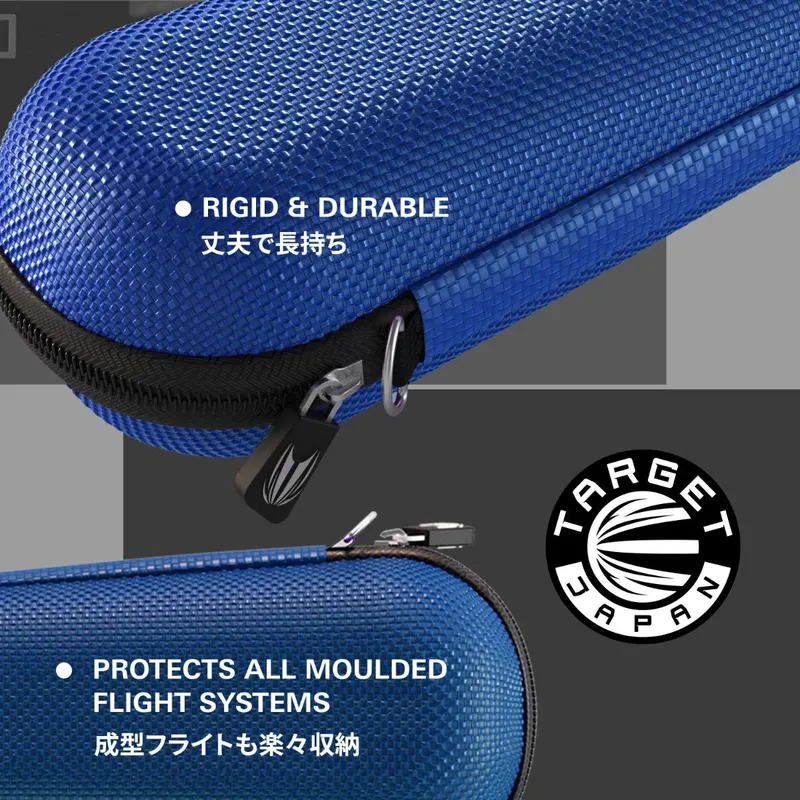 ● RIGID & DURABLE
丈夫で長持ち
TARGET
JAPAN
● PROTECTS ALL MOULDED
FLIGHT SYSTEMS
成型フライトも楽々収納